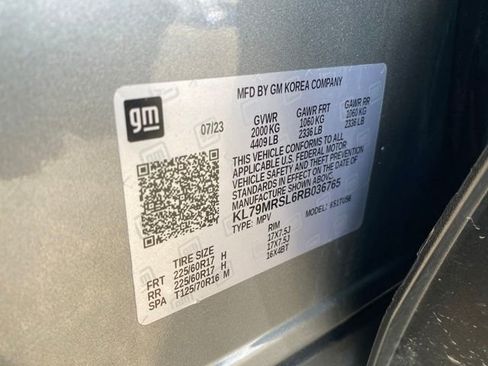 MFD BY GM KOREA COMPANY
gm
07/23
GVWR GAWR FRT GAWR RR
2000 KG 1060 KG 1060 KG
4409 LB 2336 LB 2336 LB
THIS VEHICLE CONFORMS TO ALL
APPLICABLE U.S. FEDERAL MOTOR
VEHICLE SAFETY AND THEFT PREVENTION
STANDARDS IN EFFECT ON THE DATE OF
MANUFACTURE SHOWN ABOVE.
KL79MRSL6RB036765
TYPE: MPV
TIRE SIZE RIM
FRT 225/60R17 H 17X7.5J
RR 225/60R17 H 17X7.5J
SPA T125/70R16 M 16X4BT